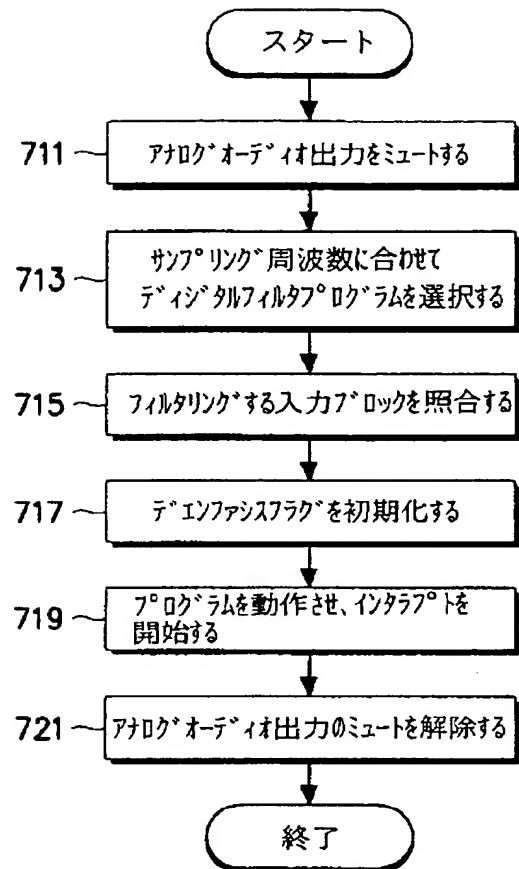 スタート
711
アナログオーディオ出力をミュートする
713
サンプリング周波数に合わせて
ディジタルフィルタプログラムを選択する
715
フィルタリングする入力ブロックを照合する
717
デエンファシスフラグを初期化する
719
プログラムを動作させ、インタラプトを
開始する
721
アナログオーディオ出力のミュートを解除する
終了